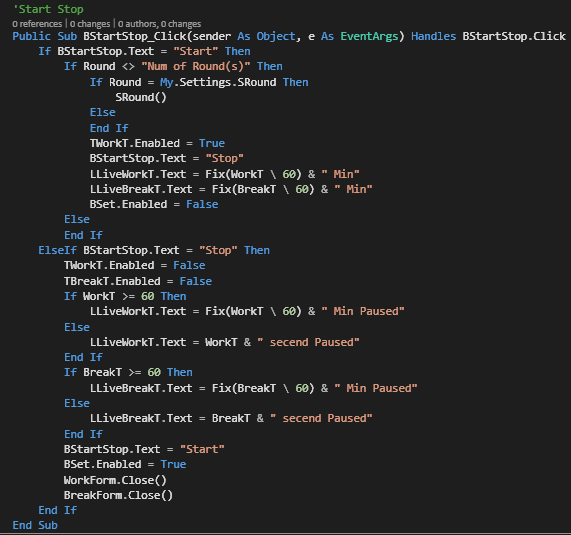 'Start Stop
0 references | 0 changes | 0 authors, 0 changes
Public Sub BStartStop_Click(sender As Object, e As EventArgs) Handles BStartStop.Click
    If BStartStop.Text = "Start" Then
        If Round <> "Num of Round(s)" Then
            If Round = My.Settings.SRound Then
                SRound()
            Else
            End If
            TWorkT.Enabled = True
            BStartStop.Text = "Stop"
            LLiveWorkT.Text = Fix(WorkT \ 60) & " Min"
            LLiveBreakT.Text = Fix(BreakT \ 60) & " Min"
            BSet.Enabled = False
        Else
        End If
    ElseIf BStartStop.Text = "Stop" Then
        TWorkT.Enabled = False
        TBreakT.Enabled = False
        If WorkT >= 60 Then
            LLiveWorkT.Text = Fix(WorkT \ 60) & " Min Paused"
        Else
            LLiveWorkT.Text = WorkT & " secend Paused"
        End If
        If BreakT >= 60 Then
            LLiveBreakT.Text = Fix(BreakT \ 60) & " Min Paused"
        Else
            LLiveBreakT.Text = BreakT & " secend Paused"
        End If
        BStartStop.Text = "Start"
        BSet.Enabled = True
        WorkForm.Close()
        BreakForm.Close()
    End If
End Sub